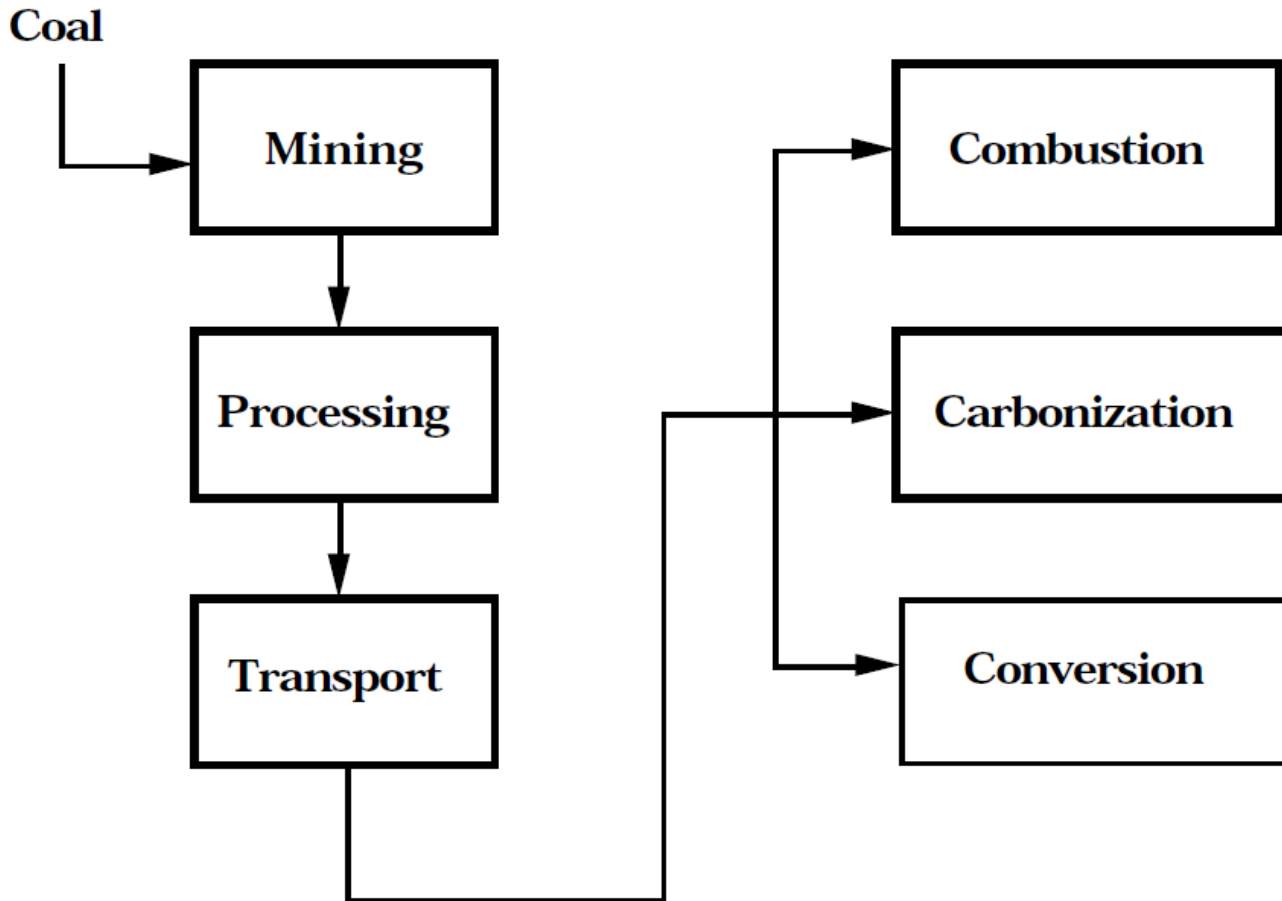 Coal
Mining
Processing
Transport
Combustion
Carbonization
Conversion